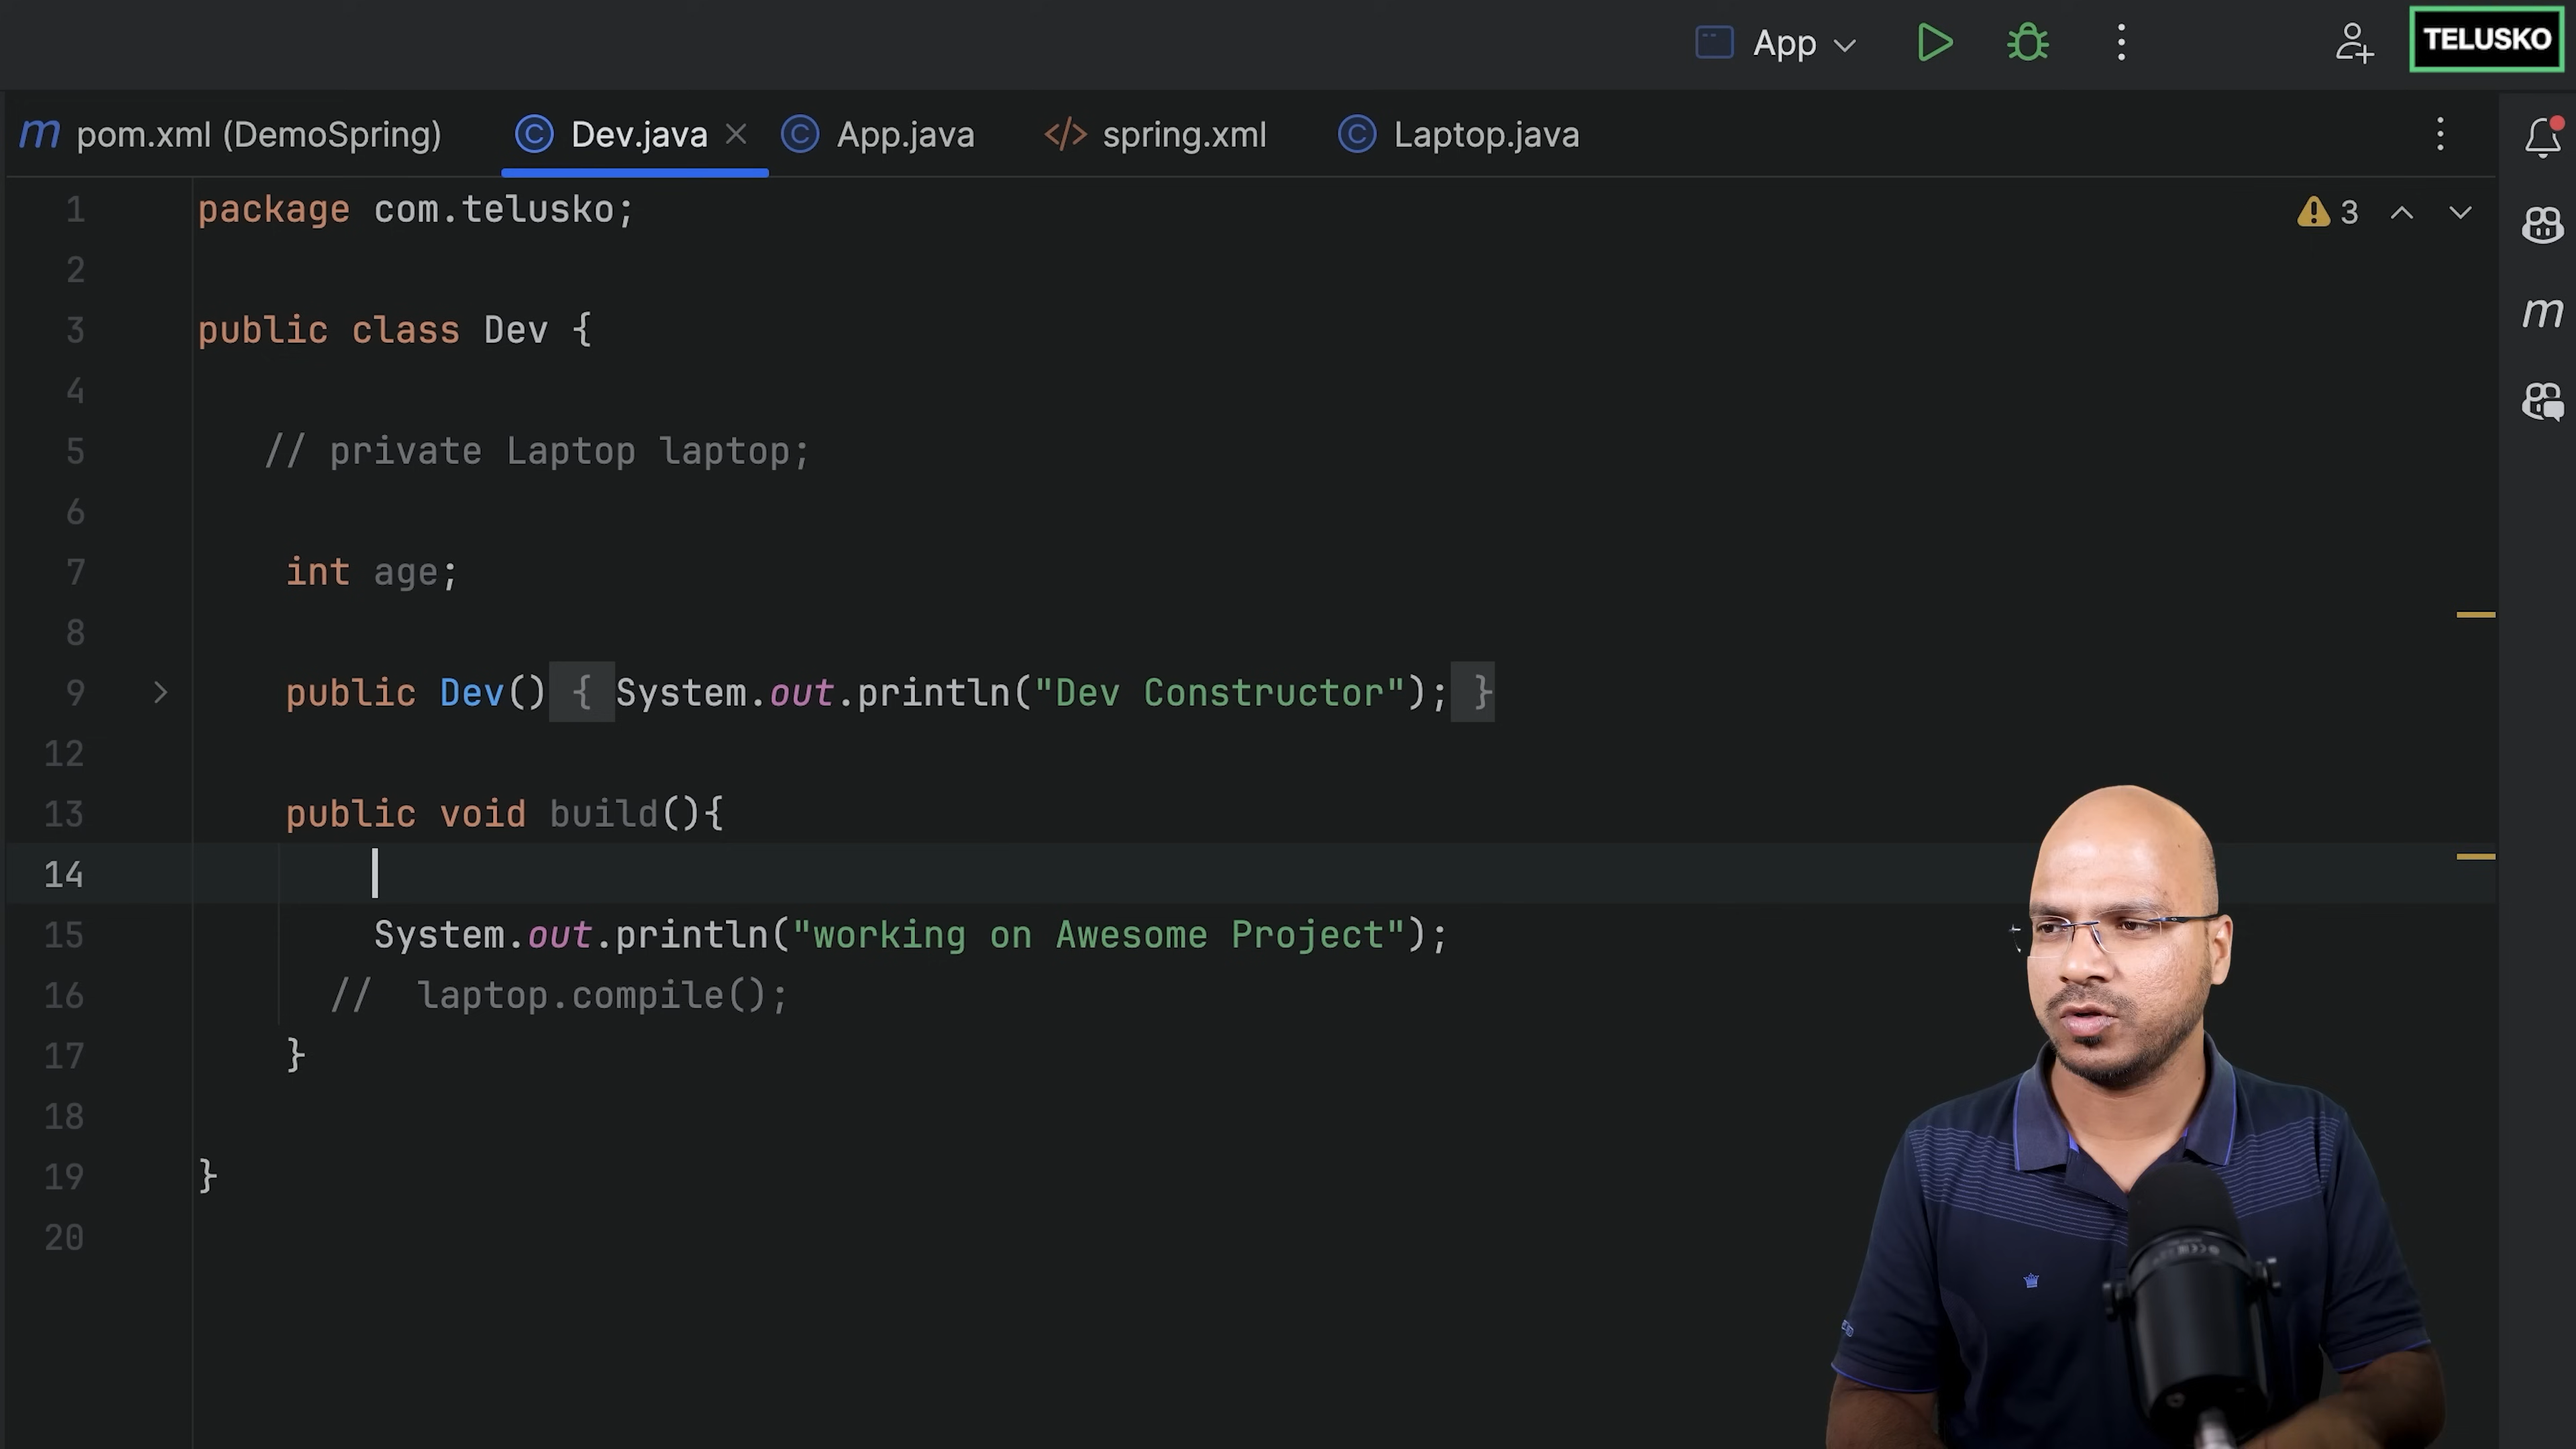 App
TELUSKO
m pom.xml (DemoSpring) © Dev.java × © App.java </> spring.xml © Laptop.java
1 package com.telusko;
3
2
3 public class Dev {
4
5 // private Laptop laptop;
6
7 int age;
8
9 public Dev() { System.out.println("Dev Constructor"); }
12
13 public void build(){
14
15 System.out.println("working on Awesome Project");
16 // laptop.compile();
17 }
18
19 }
20
m